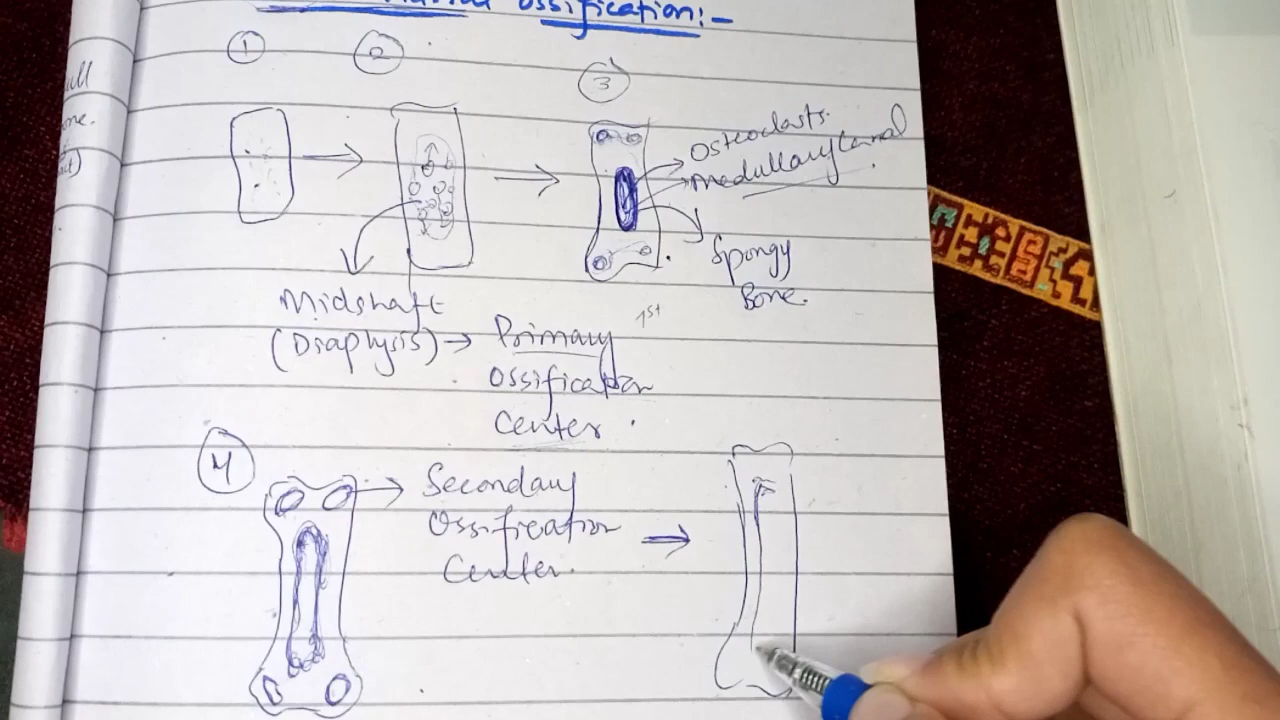 Ossification:-
1
2
3
one.
Osteoclasts.
Medullary Canal
Spongy
Bone.
Midshaft
(Diaphysis) → Primary 1st
Ossification
Center.
4
→ Secondary
Ossification →
Center.